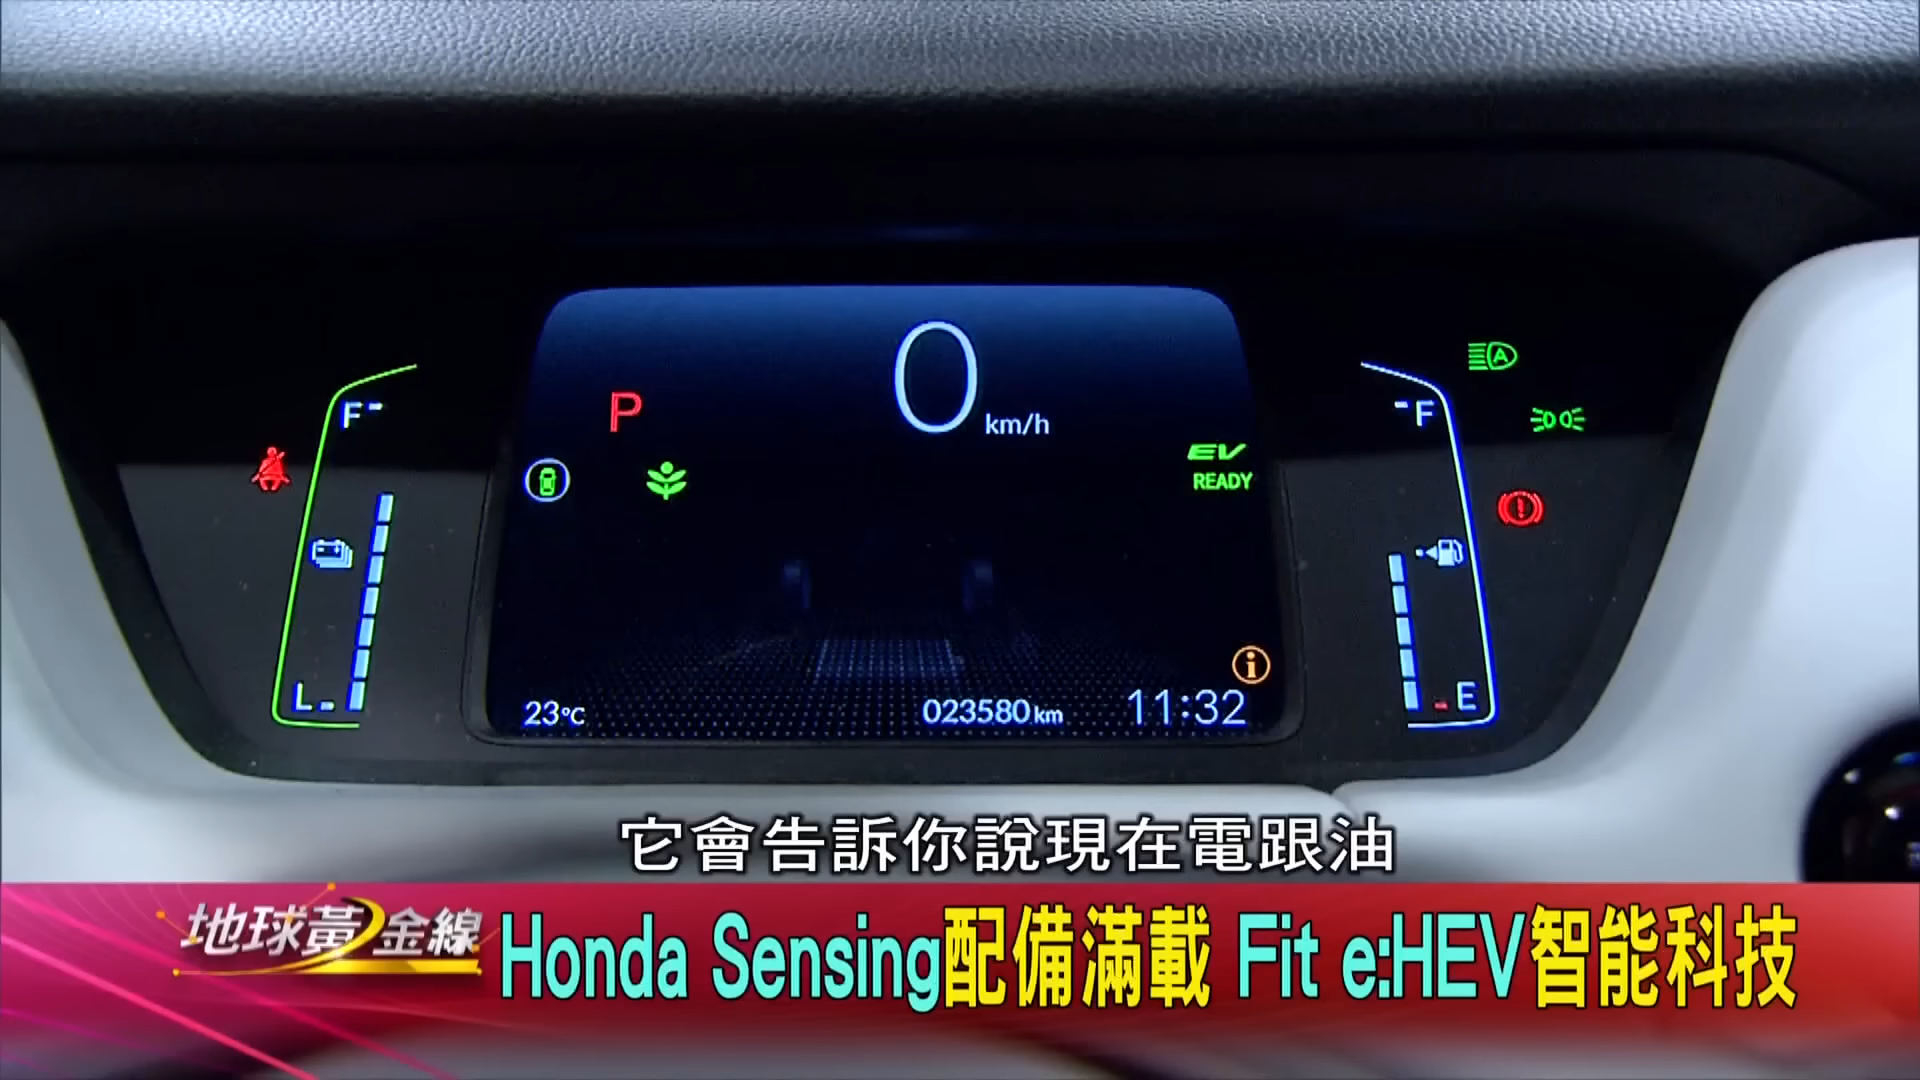 0 km/h
P
F
F
A
EV
READY
L
E
23°C
023580 km
11:32
它會告訴你說現在電跟油
地球黃金線
Honda Sensing配備滿載 Fit e:HEV智能科技